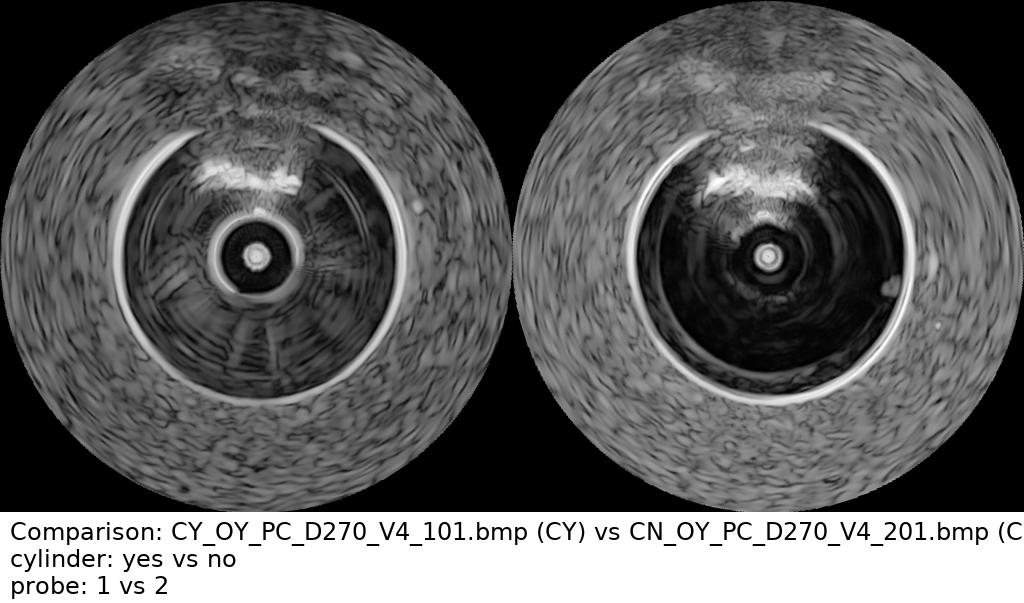 Comparison: CY_OY_PC_D270_V4_101.bmp (CY) vs CN_OY_PC_D270_V4_201.bmp (C
cylinder: yes vs no
probe: 1 vs 2